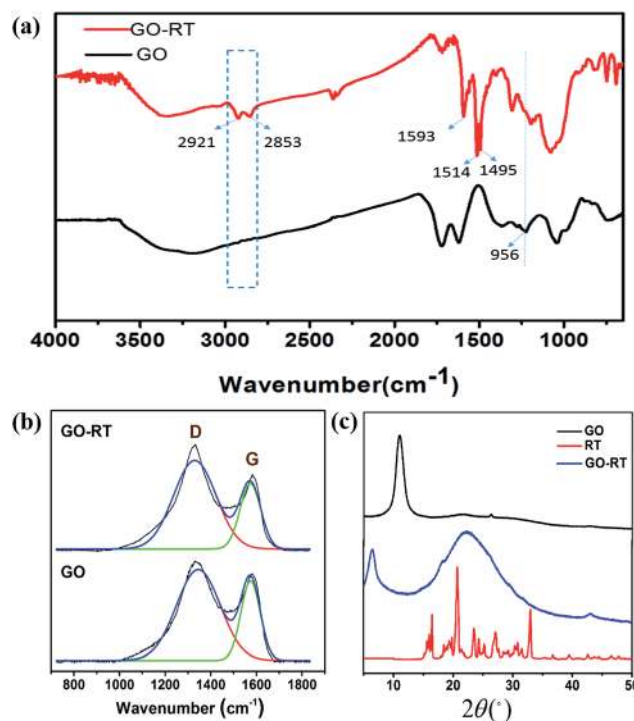 (a)
GO-RT
GO
2921
2853
1593
1514
1495
956
4000 3500 3000 2500 2000 1500 1000
Wavenumber(cm-1)
(b)
GO-RT
D
G
GO
800 1000 1200 1400 1600 1800
Wavenumber (cm-1)
(c)
GO
RT
GO-RT
10 20 30 40 50
2θ(°)